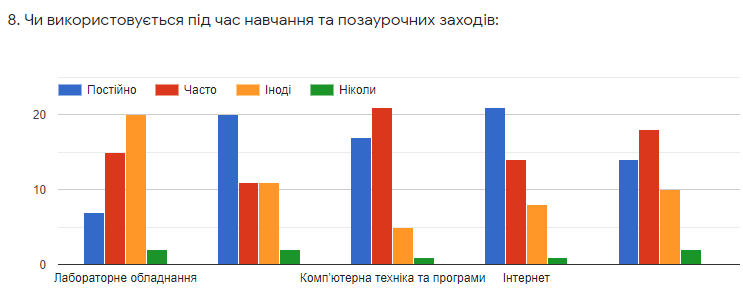 8. Чи використовується під час навчання та позаурочних заходів:
Постійно Часто Іноді Ніколи
20
10
0
Лабораторне обладнання Комп'ютерна техніка та програми Інтернет